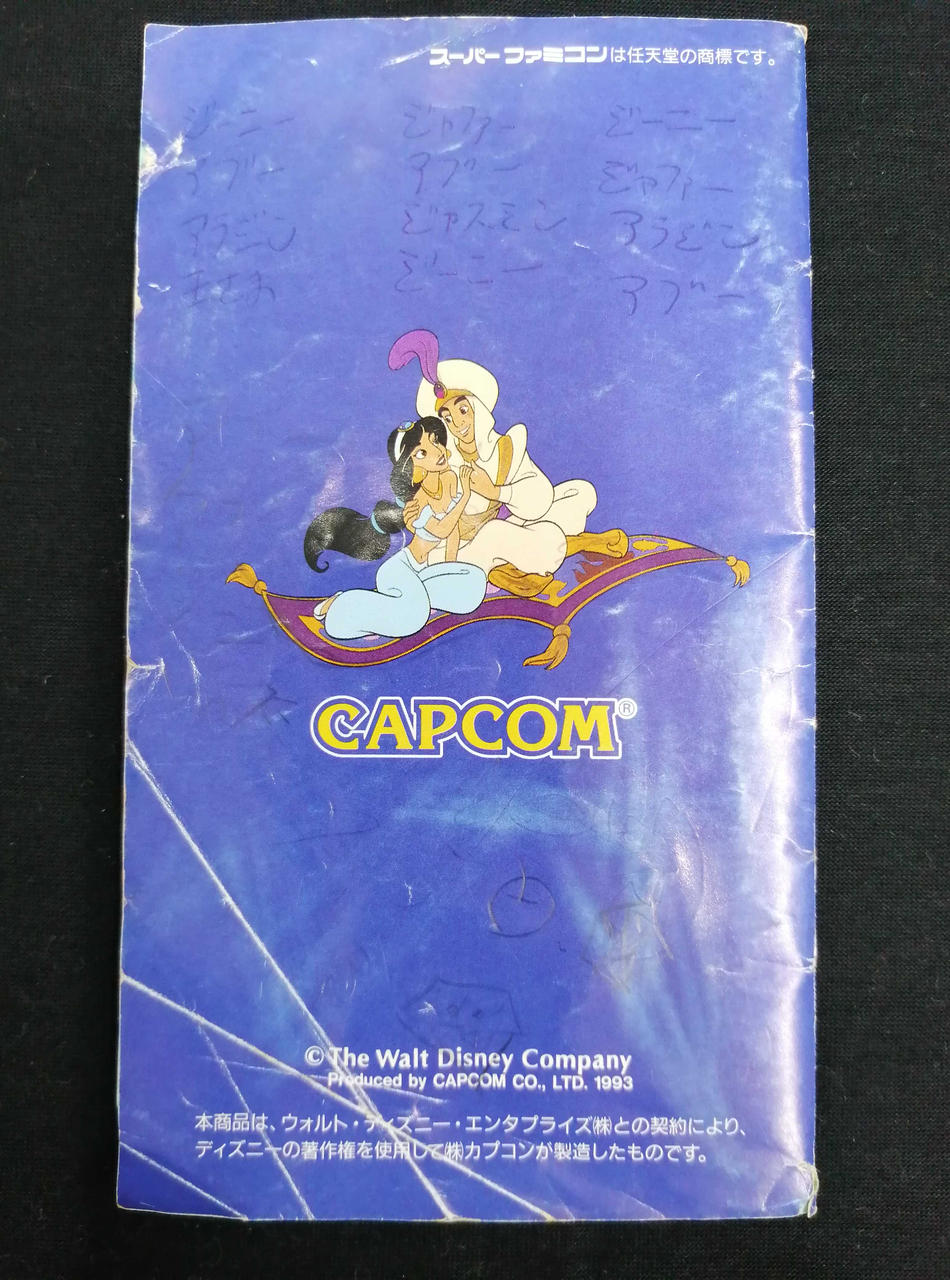 スーパーファミコンは任天堂の商標です。
ジーニー ジャファー ジーニー
アブー アブー ジャファー
アラジン ジャスミン アラジン
王さま ジーニー アブー
CAPCOM®
© The Walt Disney Company
Produced by CAPCOM CO., LTD. 1993
本商品は、ウォルト・ディズニー・エンタプライズ㈱との契約により、
ディズニーの著作権を使用して㈱カプコンが製造したものです。